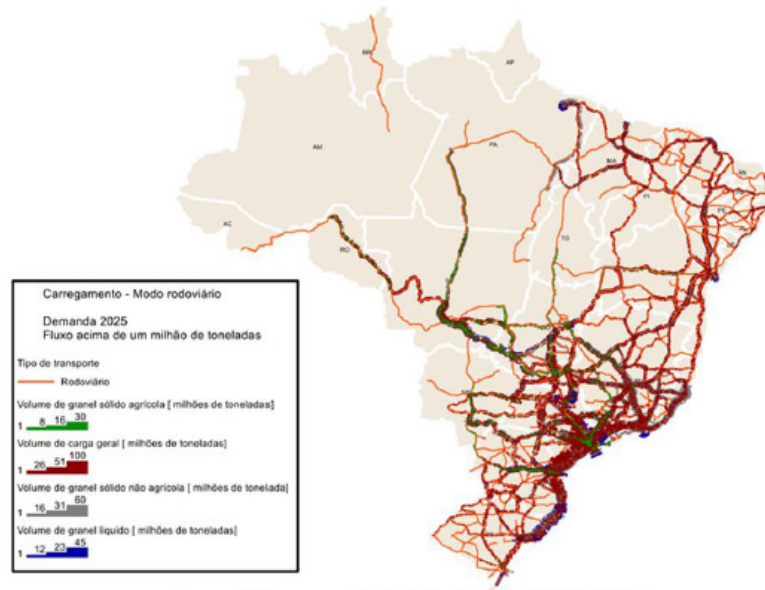 RR
AP
AM
PA
MA
RN
PI
PE
AC
TO
RO
Carregamento - Modo rodoviário
Demanda 2025
Fluxo acima de um milhão de toneladas
Tipo de transporte
Rodoviário
Volume de granel sólido agrícola [ milhões de toneladas]
1 8 16 30
Volume de carga geral [ milhões de toneladas]
1 26 51 100
Volume de granel sólido não agrícola [ milhões de tonelada]
1 16 31 60
Volume de granel líquido [ milhões de toneladas]
1 12 23 45